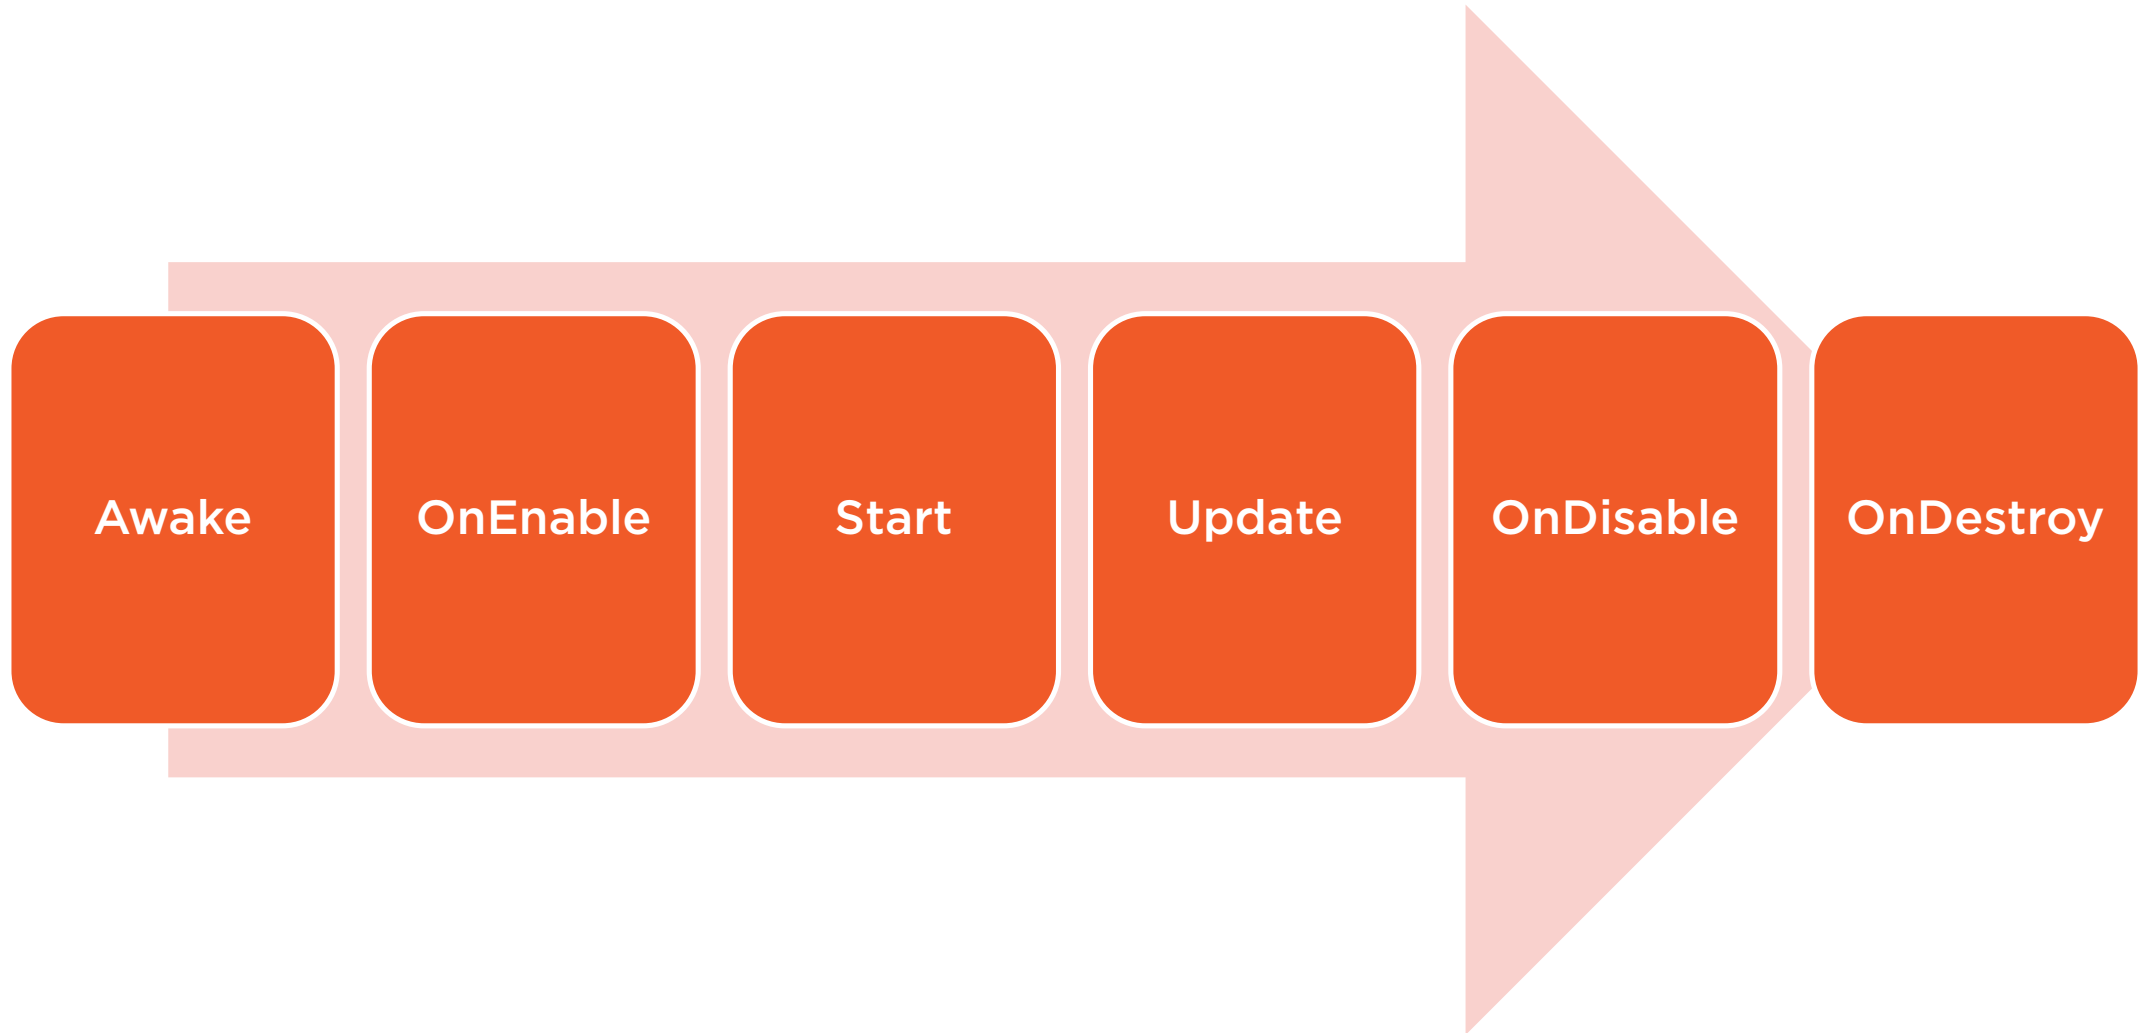 Awake
OnEnable
Start
Update
OnDisable
OnDestroy